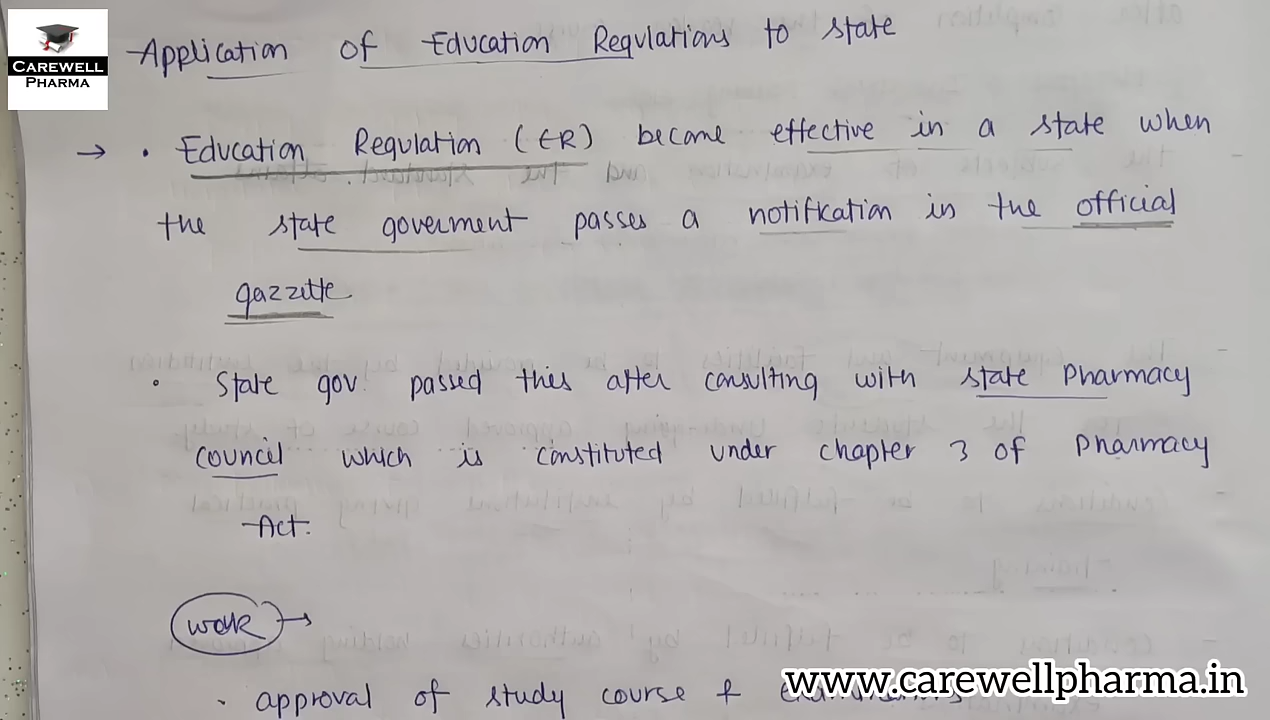 CAREWELL
PHARMA
Application of Education Regulations to state
→ • Education Regulation (ER) become effective in a state when
the state goverment passes a notification in the official
gazzette
• State gov. passed this after consulting with state Pharmacy
council which is constituted under chapter 3 of Pharmacy
Act.
work →
• approval of study course +
www.carewellpharma.in